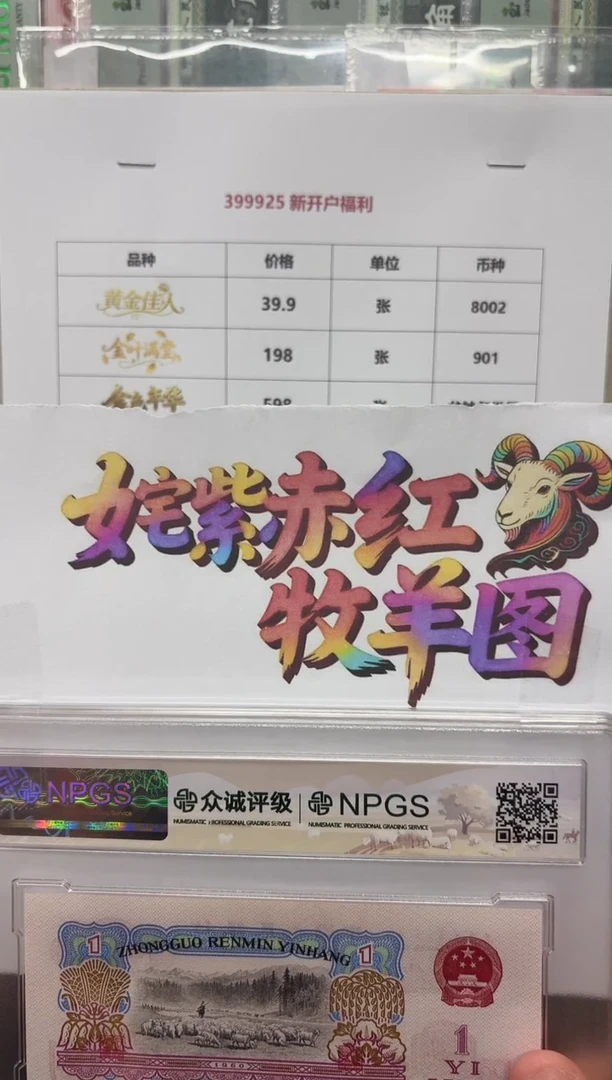 399925 新开户福利
品种 价格 单位 币种
黄金佳人 39.9 张 8002
金叶满堂 198 张 901
598
姹紫赤红
牧羊图
NPGS 众诚评级 NPGS
NUMISMATIC PROFESSIONAL GRADING SERVICE NUMISMATIC PROFESSIONAL GRADING SERVICE
1 ZHONGGUO RENMIN YINHANG 1
1
YI
1960